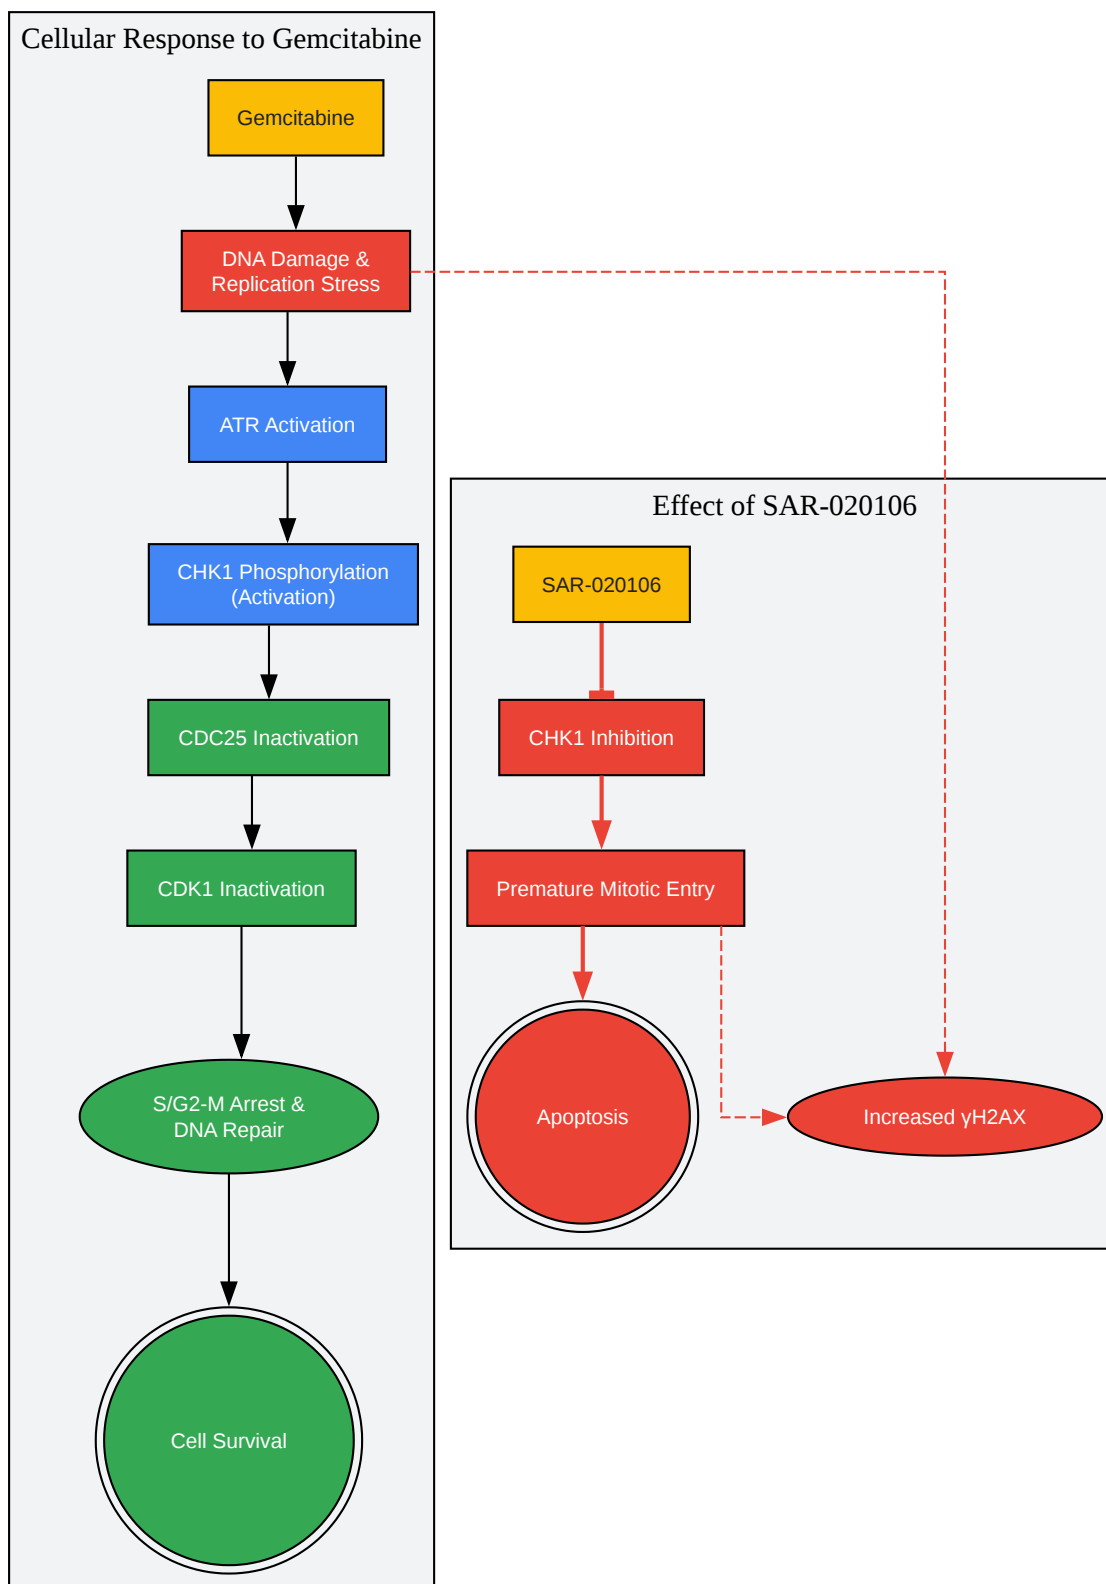 Cellular Response to Gemcitabine
Gemcitabine
DNA Damage &
Replication Stress
ATR Activation
CHK1 Phosphorylation
(Activation)
CDC25 Inactivation
CDK1 Inactivation
S/G2-M Arrest &
DNA Repair
Cell Survival
Effect of SAR-020106
SAR-020106
CHK1 Inhibition
Premature Mitotic Entry
Apoptosis
Increased γH2AX